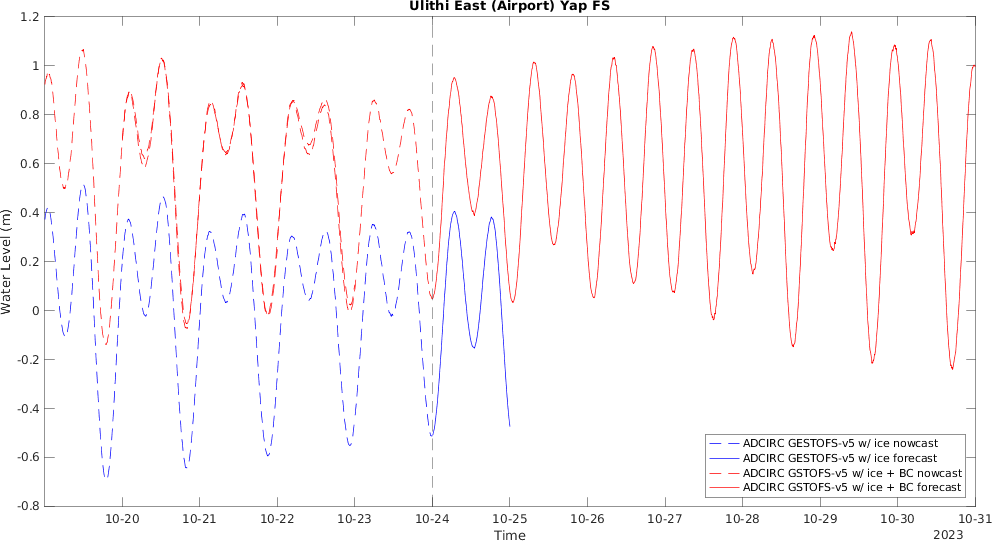 Ulithi East (Airport) Yap FS
Water Level (m)
1.2
1
0.8
0.6
0.4
0.2
0
-0.2
-0.4
-0.6
-0.8
ADCIRC GESTOFS-v5 w/ ice nowcast
ADCIRC GESTOFS-v5 w/ ice forecast
ADCIRC GSTOFS-v5 w/ ice + BC nowcast
ADCIRC GSTOFS-v5 w/ ice + BC forecast
10-20 10-21 10-22 10-23 10-24 10-25 10-26 10-27 10-28 10-29 10-30 10-31
Time
2023